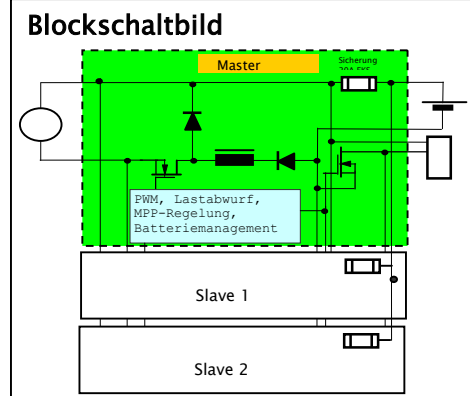 Blockschaltbild
Master
Sicherung
PWM, Lastabwurf,
MPP-Regelung,
Batteriemanagement
Slave 1
Slave 2